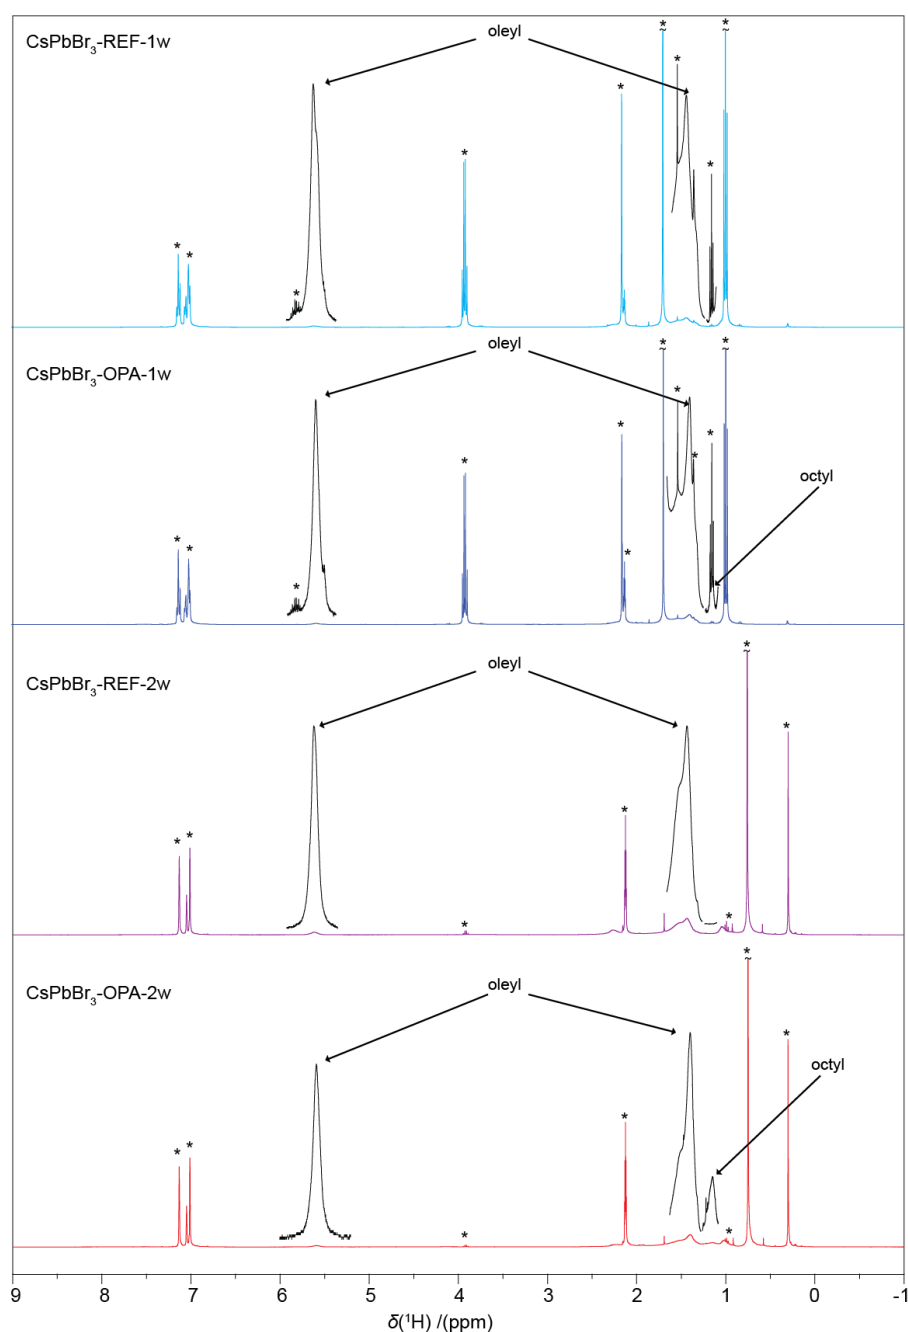 CsPbBr₃-REF-1w
oleyl
* * * * * * * * * *
~ ~
CsPbBr₃-OPA-1w
oleyl
octyl
* * * * * * * * * * * *
~ ~
CsPbBr₃-REF-2w
oleyl
* * * * * * *
~
CsPbBr₃-OPA-2w
oleyl
octyl
* * * * * * *
~
9 8 7 6 5 4 3 2 1 0 -1
δ(¹H) /(ppm)